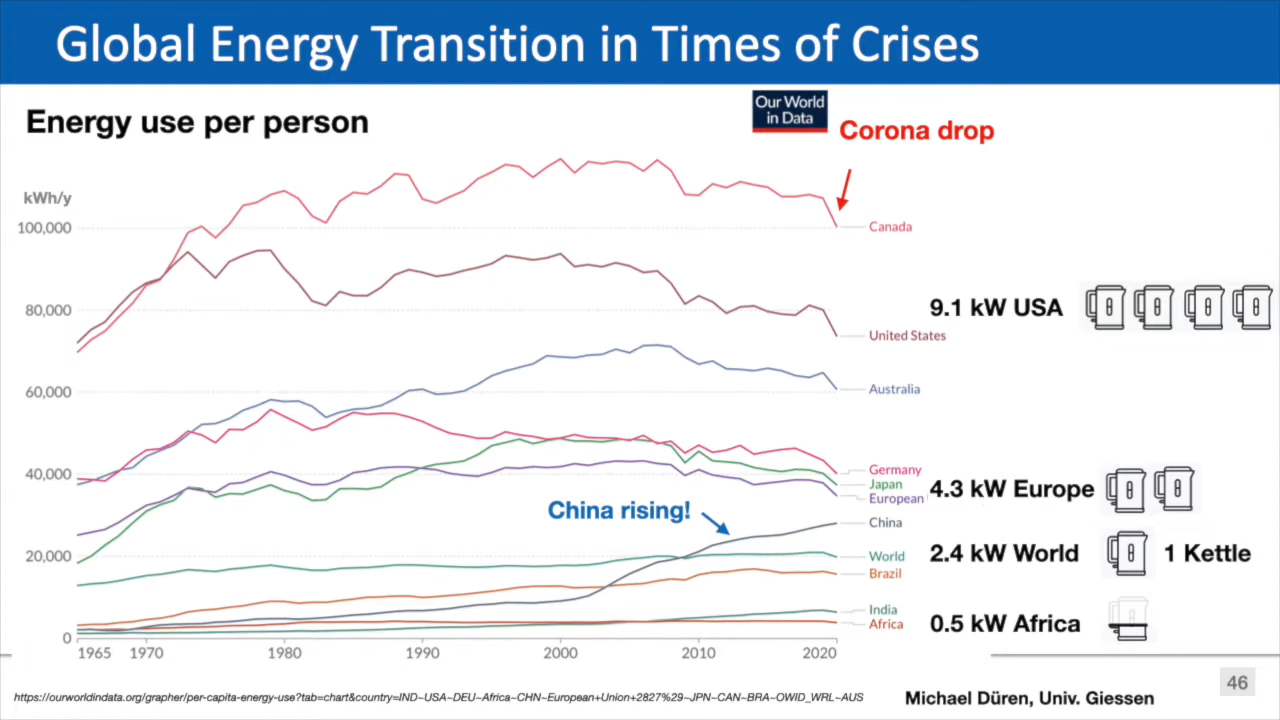 Global Energy Transition in Times of Crises
Energy use per person
Our World
in Data
Corona drop
kWh/y
100,000
Canada
80,000
9.1 kW USA
United States
60,000
Australia
40,000
Germany
Japan
European
4.3 kW Europe
China rising!
China
20,000
World
2.4 kW World
1 Kettle
Brazil
India
Africa
0.5 kW Africa
0
1965 1970 1980 1990 2000 2010 2020
46
https://ourworldindata.org/grapher/per-capita-energy-use?tab=chart&country=IND~USA~DEU~Africa~CHN~European+Union+2827%29~JPN~CAN~BRA~OWID_WRL~AUS
Michael Düren, Univ. Giessen